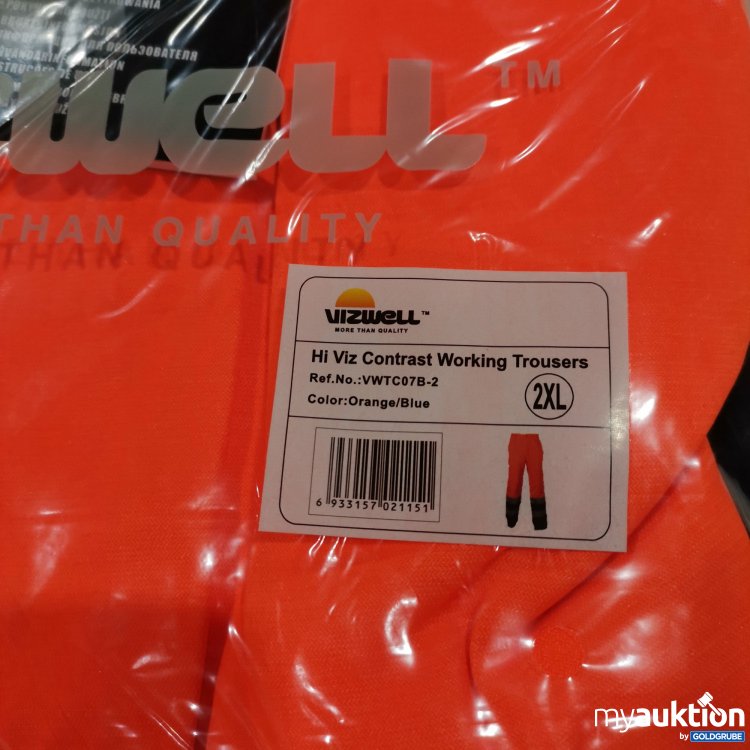 ПОЛЬЗОВАТЕЛЯ
well™
THAN QUALITY
VIZWELL™
MORE THAN QUALITY
Hi Viz Contrast Working Trousers
Ref.No.:VWTC07B-2
Color:Orange/Blue
2XL
6 933157 021151
myauktion
by GOLDGRUBE